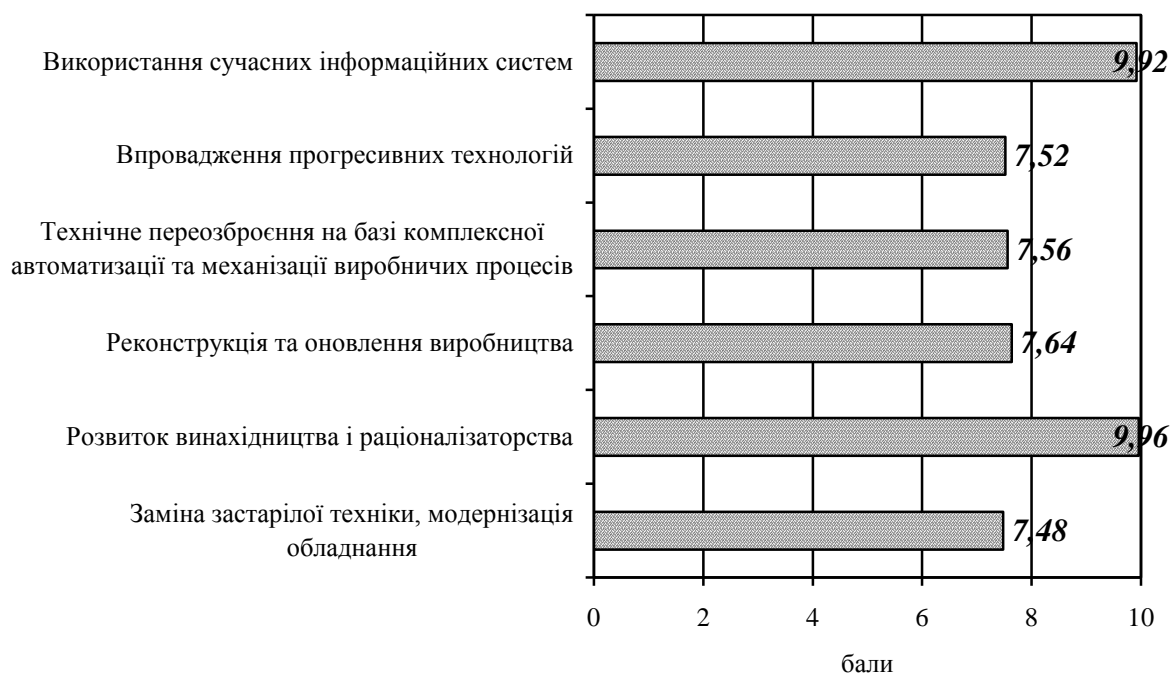 Використання сучасних інформаційних систем
9,92
Впровадження прогресивних технологій
7,52
Технічне переозброєння на базі комплексної
автоматизації та механізації виробничих процесів
7,56
Реконструкція та оновлення виробництва
7,64
Розвиток винахідництва і раціоналізаторства
9,96
Заміна застарілої техніки, модернізація
обладнання
7,48
0 2 4 6 8 10
бали